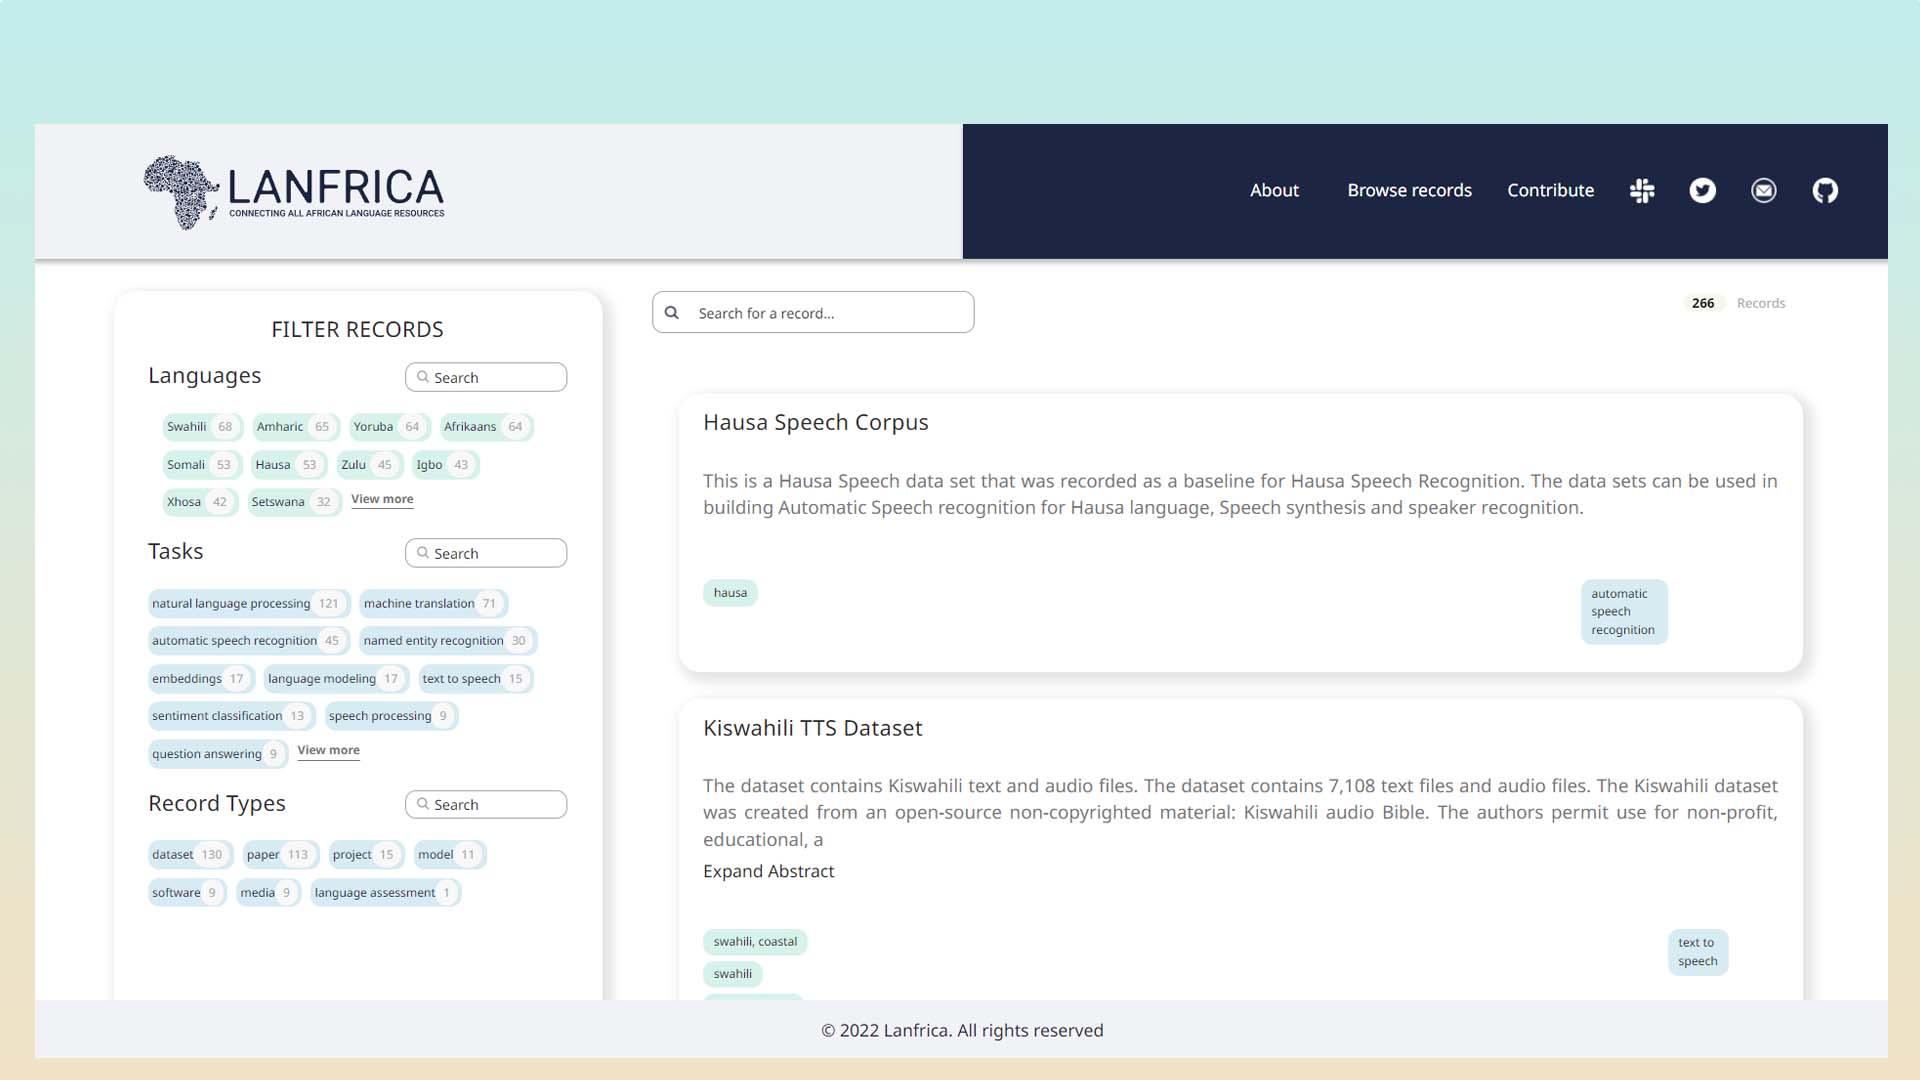 LANFRICA
CONNECTING ALL AFRICAN LANGUAGE RESOURCES
About Browse records Contribute
FILTER RECORDS
Languages Search
Swahili 68 Amharic 65 Yoruba 64 Afrikaans 64
Somali 53 Hausa 53 Zulu 45 Igbo 43
Xhosa 42 Setswana 32 View more
Tasks Search
natural language processing 121 machine translation 71
automatic speech recognition 45 named entity recognition 30
embeddings 17 language modeling 17 text to speech 15
sentiment classification 13 speech processing 9
question answering 9 View more
Record Types Search
dataset 130 paper 113 project 15 model 11
software 9 media 9 language assessment 1
Search for a record...
266 Records
Hausa Speech Corpus
This is a Hausa Speech data set that was recorded as a baseline for Hausa Speech Recognition. The data sets can be used in
building Automatic Speech recognition for Hausa language, Speech synthesis and speaker recognition.
hausa
automatic
speech
recognition
Kiswahili TTS Dataset
The dataset contains Kiswahili text and audio files. The dataset contains 7,108 text files and audio files. The Kiswahili dataset
was created from an open-source non-copyrighted material: Kiswahili audio Bible. The authors permit use for non-profit,
educational, a
Expand Abstract
swahili, coastal
swahili
text to
speech
© 2022 Lanfrica. All rights reserved